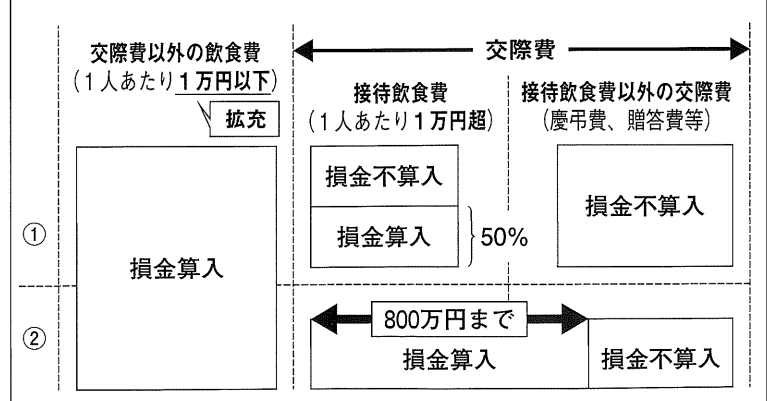 交際費以外の飲食費
(1人あたり1万円以下)
拡充
交際費
接待飲食費
(1人あたり1万円超)
接待飲食費以外の交際費
(慶弔費、贈答費等)
①
損金算入
損金不算入
損金算入
50%
損金不算入
②
800万円まで
損金算入
損金不算入